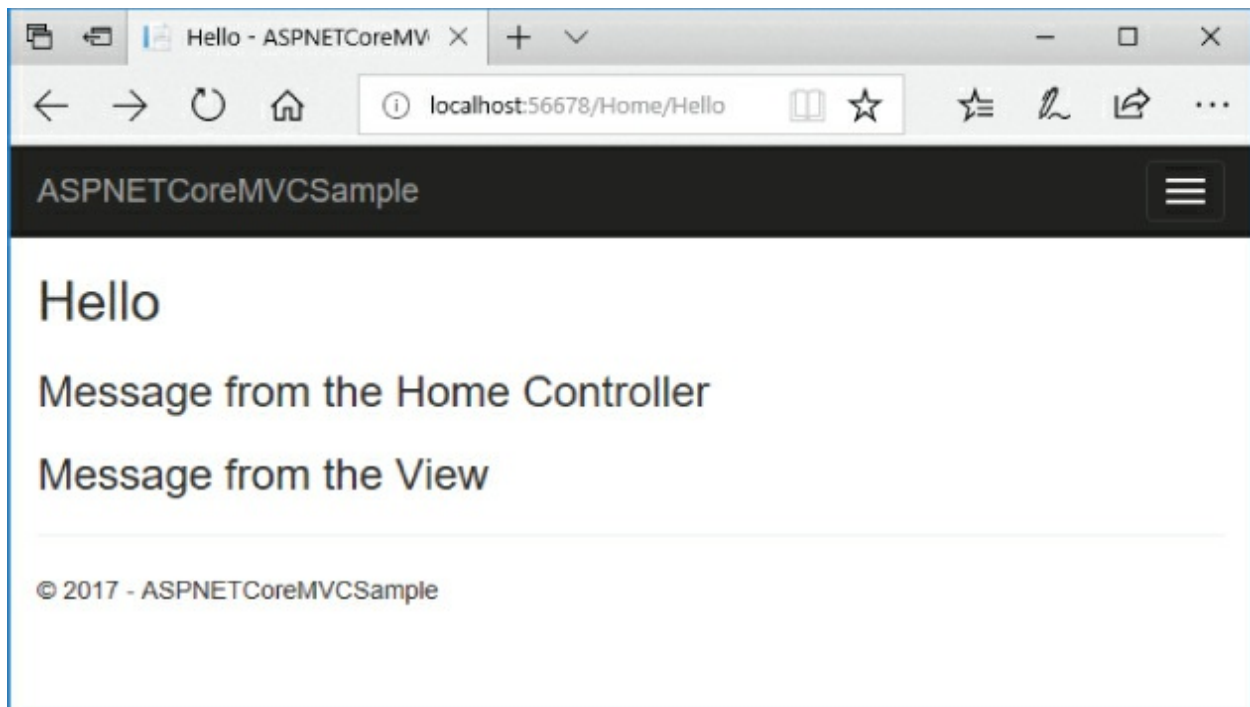 Hello - ASPNETCoreMV
localhost:56678/Home/Hello
ASPNETCoreMVCSample
Hello
Message from the Home Controller
Message from the View
© 2017 - ASPNETCoreMVCSample